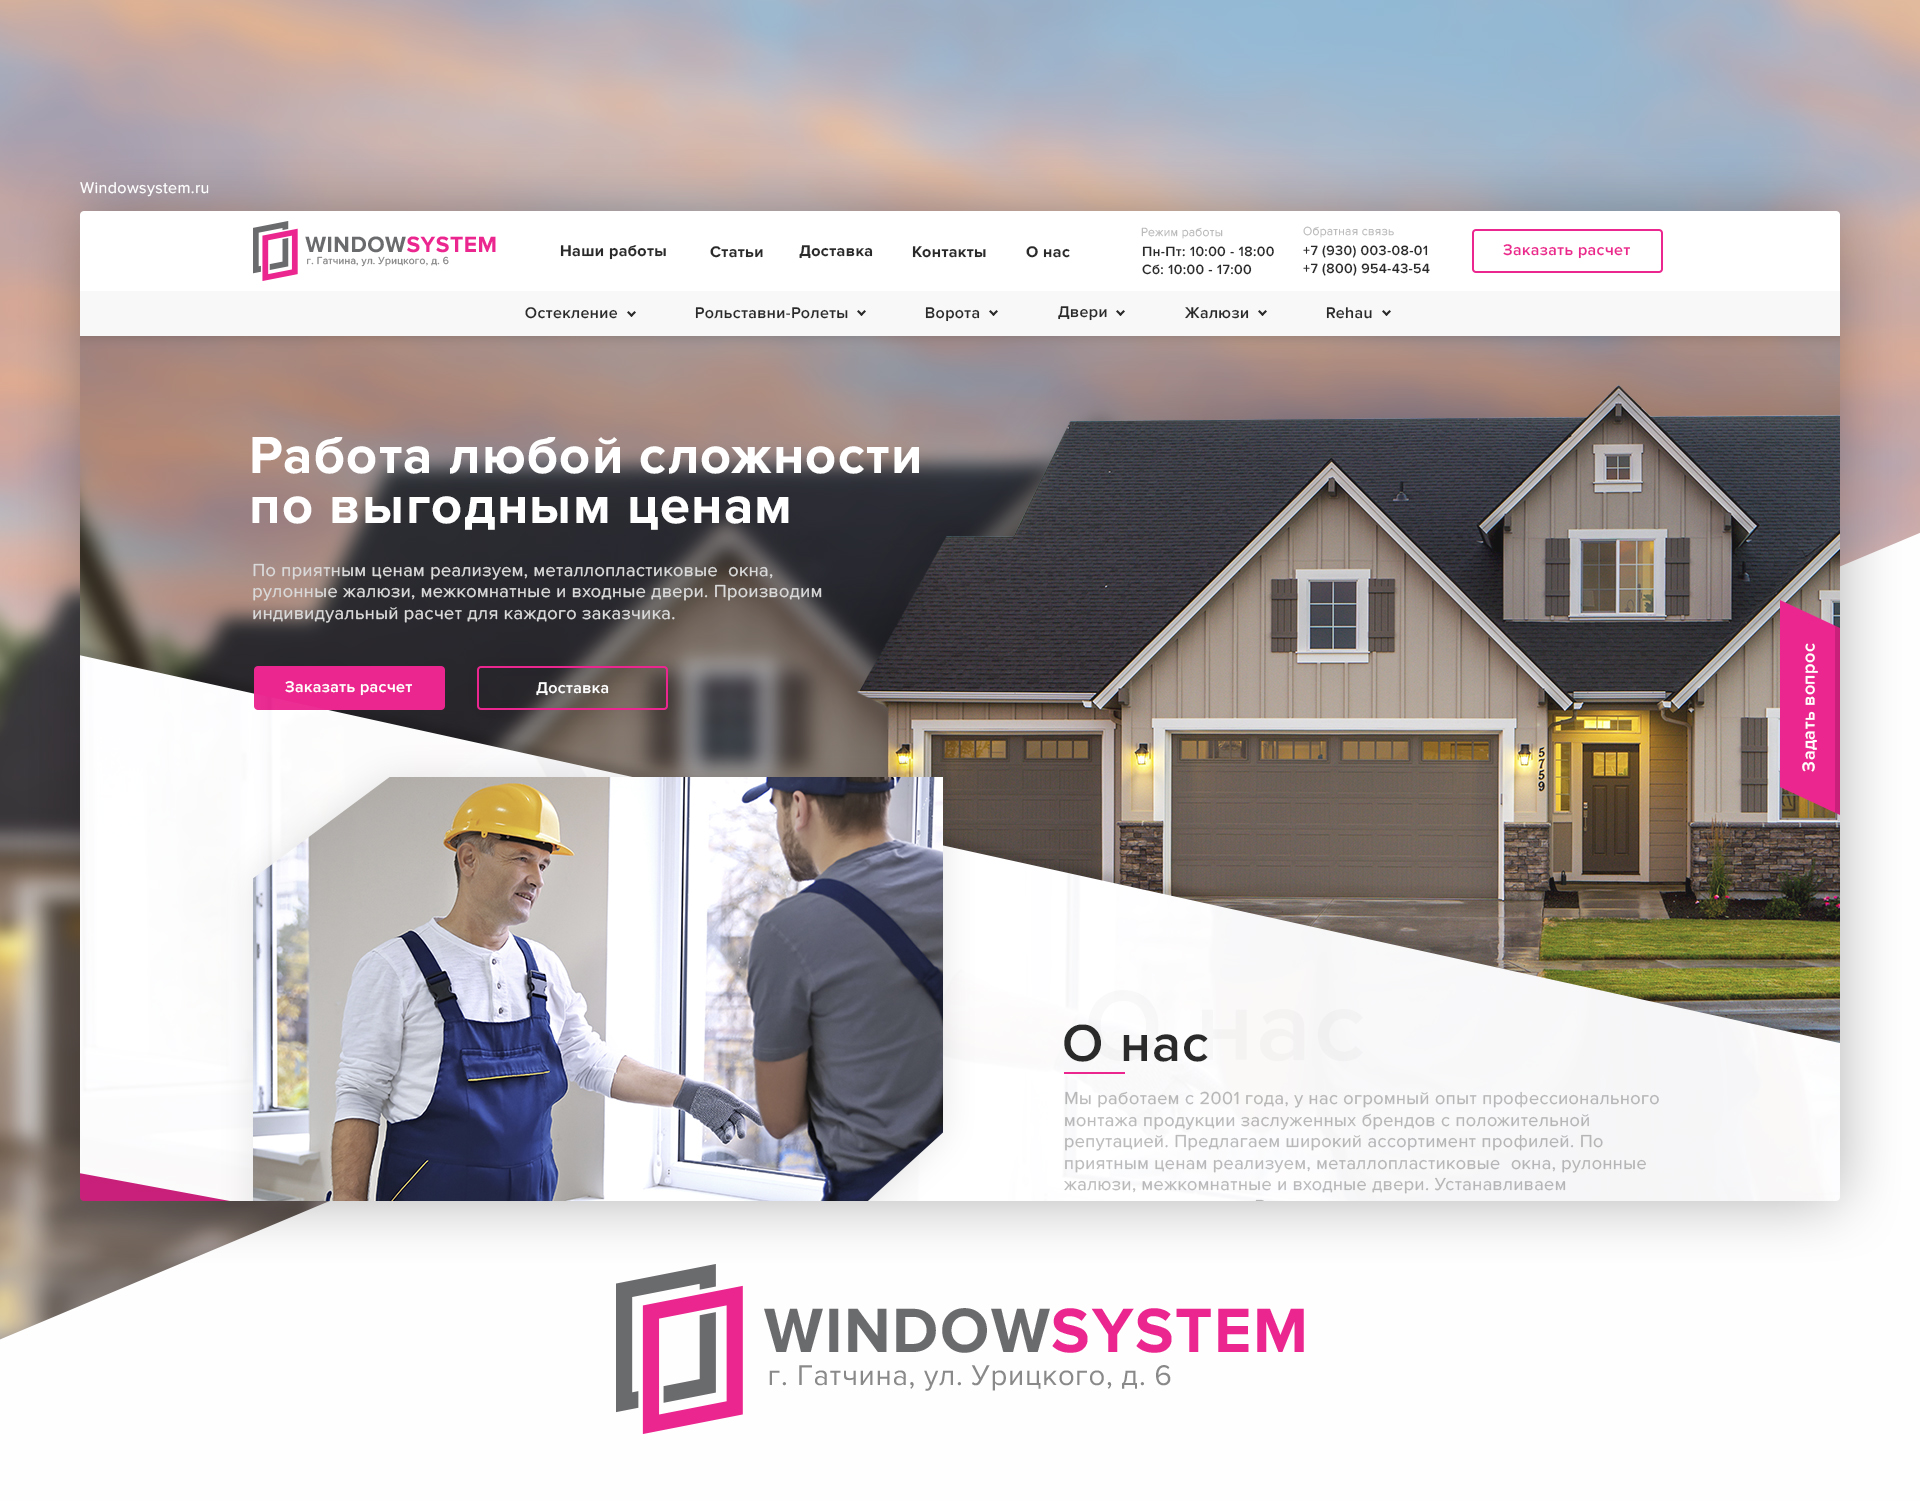 Windowsystem.ru
WINDOWSYSTEM
г. Гатчина, ул. Урицкого, д. 6
Наши работы
Статьи
Доставка
Контакты
О нас
Режим работы
Пн-Пт: 10:00 - 18:00
Сб: 10:00 - 17:00
Обратная связь
+7 (930) 003-08-01
+7 (800) 954-43-54
Заказать расчет
Остекление
Рольставни-Ролеты
Ворота
Двери
Жалюзи
Rehau
Работа любой сложности
по выгодным ценам
По приятным ценам реализуем, металлопластиковые окна,
рулонные жалюзи, межкомнатные и входные двери. Производим
индивидуальный расчет для каждого заказчика.
Заказать расчет
Доставка
Задать вопрос
5759
О нас
О нас
Мы работаем с 2001 года, у нас огромный опыт профессионального
монтажа продукции заслуженных брендов с положительной
репутацией. Предлагаем широкий ассортимент профилей. По
приятным ценам реализуем, металлопластиковые окна, рулонные
жалюзи, межкомнатные и входные двери. Устанавливаем
WINDOWSYSTEM
г. Гатчина, ул. Урицкого, д. 6